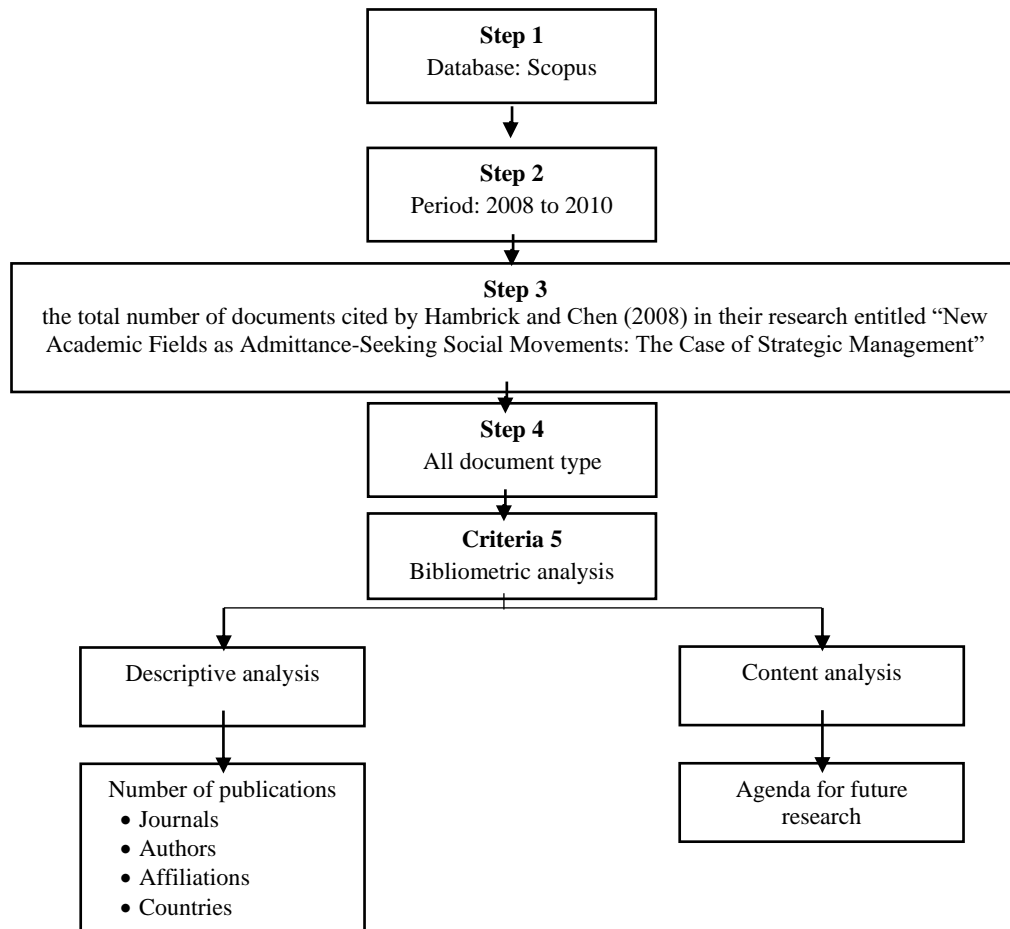 Step 1
Database: Scopus
Step 2
Period: 2008 to 2010
Step 3
the total number of documents cited by Hambrick and Chen (2008) in their research entitled “New
Academic Fields as Admittance-Seeking Social Movements: The Case of Strategic Management”
Step 4
All document type
Criteria 5
Bibliometric analysis
Descriptive analysis
Content analysis
Number of publications
• Journals
• Authors
• Affiliations
• Countries
Agenda for future
research